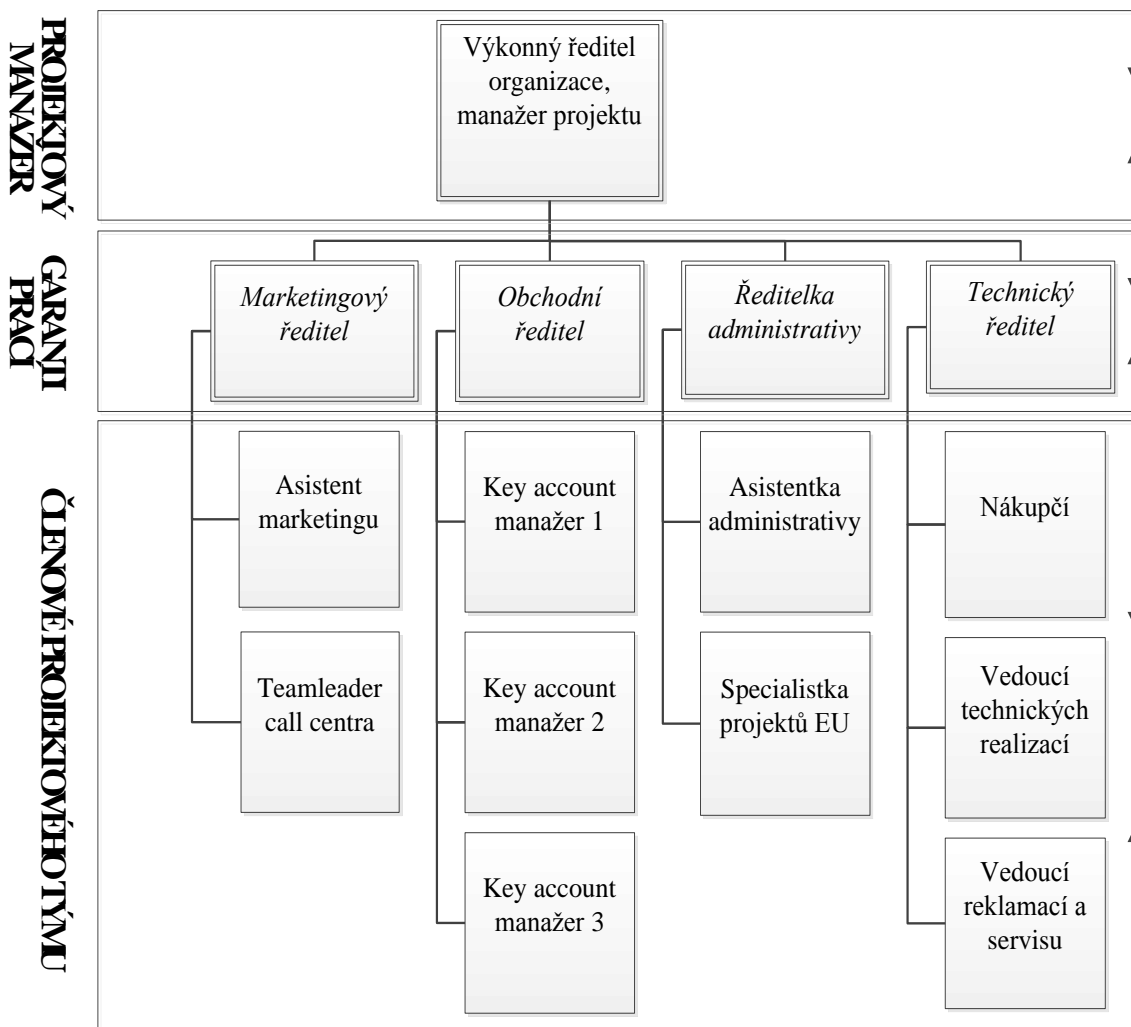 PROJEKTOVÝ
MANAŽER
Výkonný ředitel
organizace,
manažer projektu
GARANTI
PRACÍ
Marketingový
ředitel
Obchodní
ředitel
Ředitelka
administrativy
Technický
ředitel
ČLENOVÉ PROJEKTOVÉHO TÝMU
Asistent
marketingu
Teamleader
call centra
Key account
manažer 1
Key account
manažer 2
Key account
manažer 3
Asistentka
administrativy
Specialistka
projektů EU
Nákupčí
Vedoucí
technických
realizací
Vedoucí
reklamací a
servisu